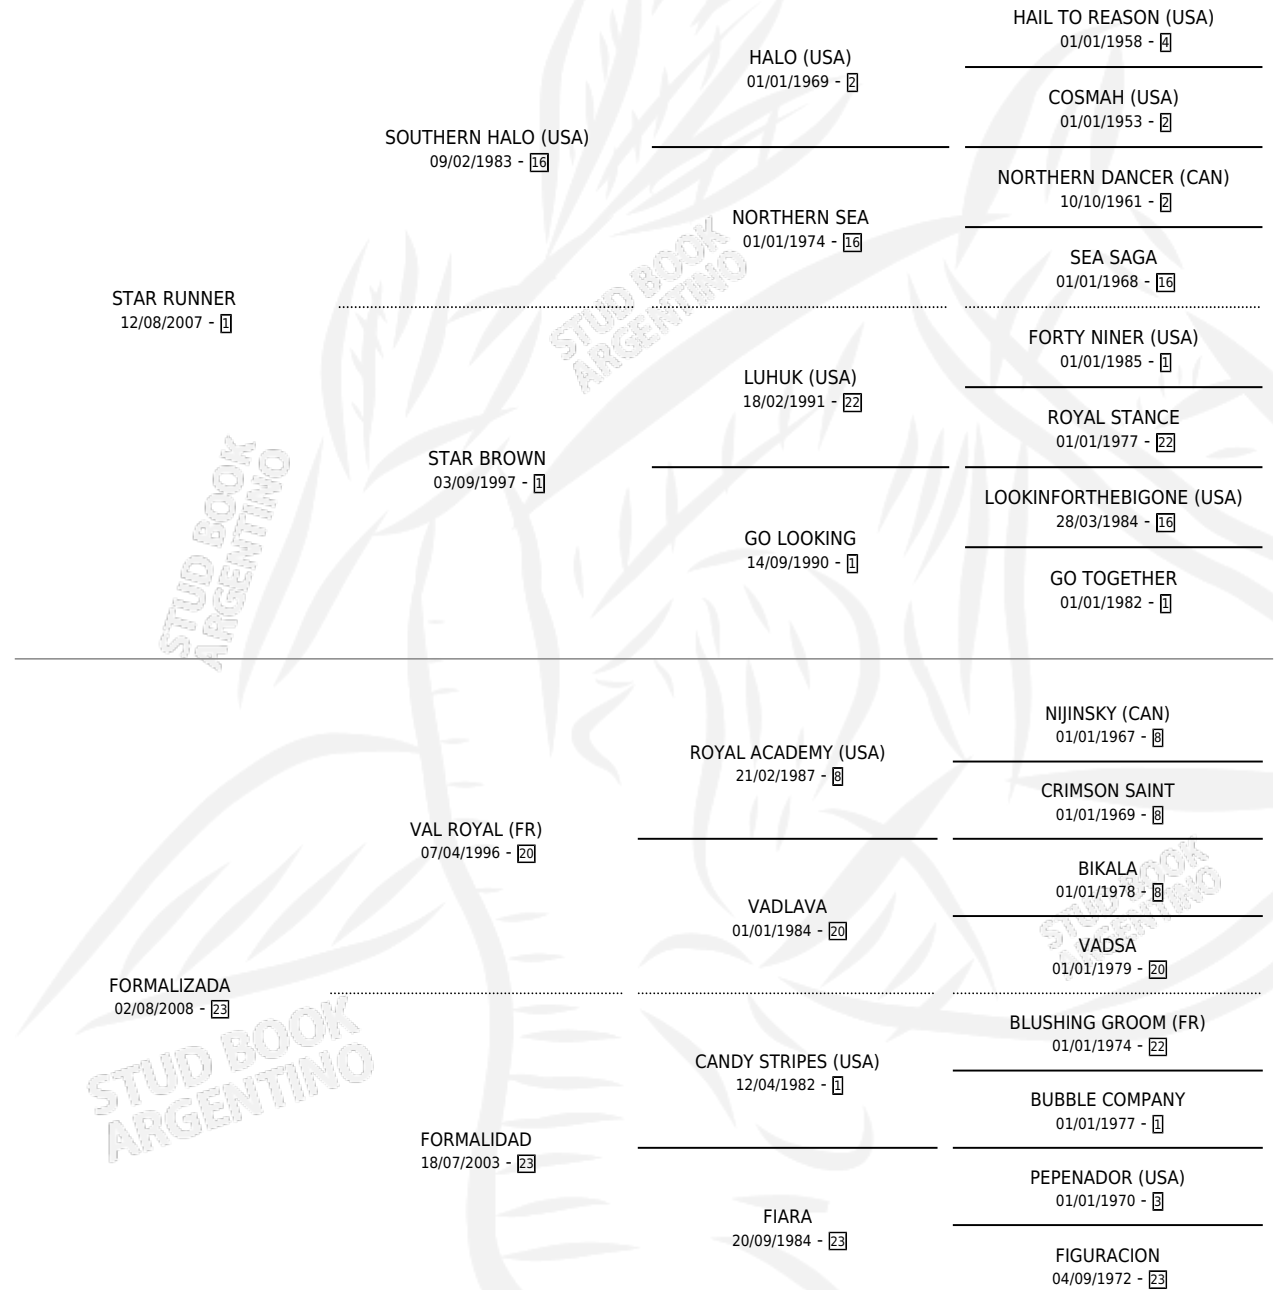 HAIL TO REASON (USA)
01/01/1958 - 4
HALO (USA)
01/01/1969 - 2
COSMAH (USA)
01/01/1953 - 2
SOUTHERN HALO (USA)
09/02/1983 - 16
NORTHERN DANCER (CAN)
10/10/1961 - 2
NORTHERN SEA
01/01/1974 - 16
SEA SAGA
01/01/1968 - 16
STAR RUNNER
12/08/2007 - 1
FORTY NINER (USA)
01/01/1985 - 1
LUHUK (USA)
18/02/1991 - 22
ROYAL STANCE
01/01/1977 - 22
STAR BROWN
03/09/1997 - 1
LOOKINFORTHEBIGONE (USA)
28/03/1984 - 16
GO LOOKING
14/09/1990 - 1
GO TOGETHER
01/01/1982 - 1
NIJINSKY (CAN)
01/01/1967 - 8
ROYAL ACADEMY (USA)
21/02/1987 - 8
CRIMSON SAINT
01/01/1969 - 8
VAL ROYAL (FR)
07/04/1996 - 20
BIKALA
01/01/1978 - 8
VADLAVA
01/01/1984 - 20
VADSA
01/01/1979 - 20
FORMALIZADA
02/08/2008 - 23
BLUSHING GROOM (FR)
01/01/1974 - 22
CANDY STRIPES (USA)
12/04/1982 - 1
BUBBLE COMPANY
01/01/1977 - 1
FORMALIDAD
18/07/2003 - 23
PEPENADOR (USA)
01/01/1970 - 3
FIARA
20/09/1984 - 23
FIGURACION
04/09/1972 - 23
STUD BOOK
ARGENTINO
STUD BOOK
ARGENTINO
STUD BOOK
ARGENTINO
STUD BOOK
ARGENTINO